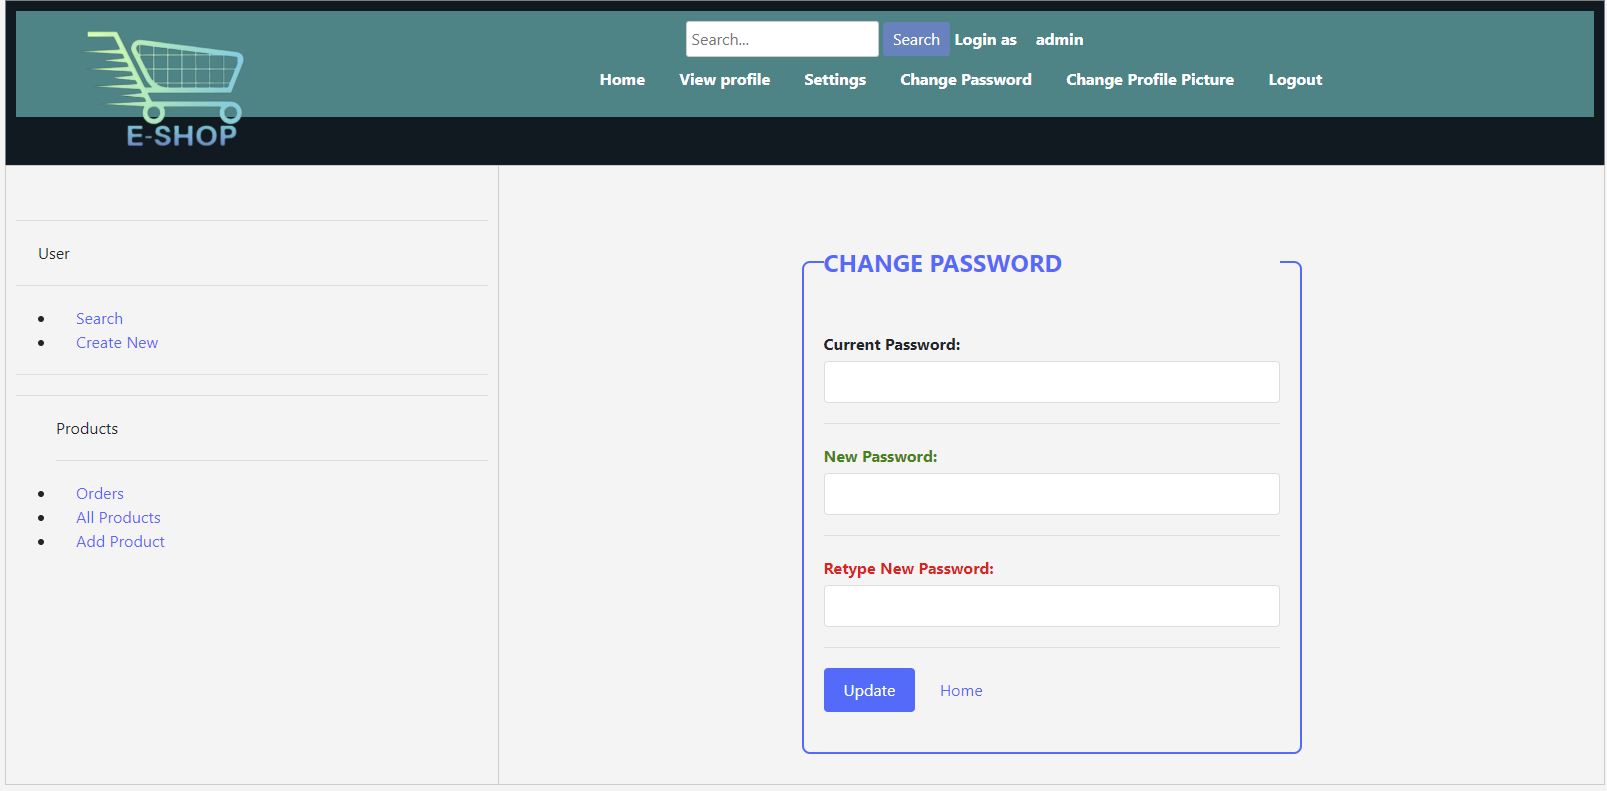 Search... Search Login as admin
Home View profile Settings Change Password Change Profile Picture Logout
E-SHOP
User
Search
Create New
Products
Orders
All Products
Add Product
CHANGE PASSWORD
Current Password:
New Password:
Retype New Password:
Update Home